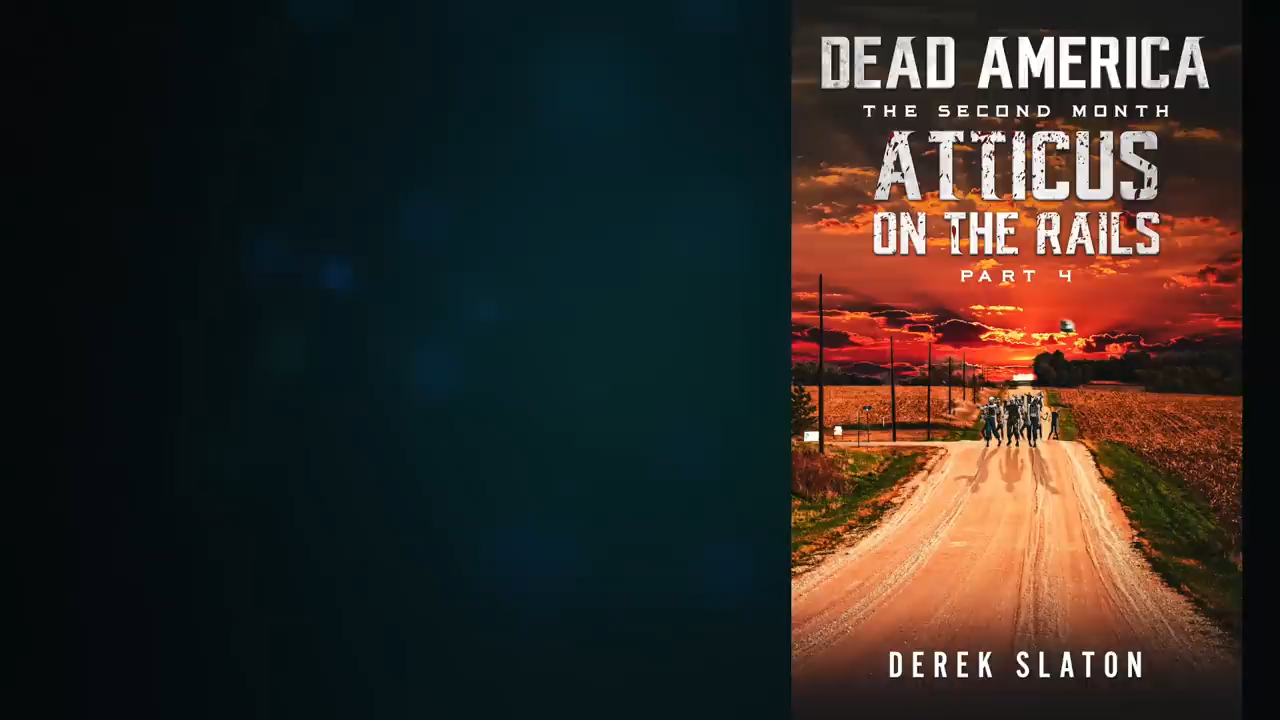 DEAD AMERICA
THE SECOND MONTH
ATTICUS
ON THE RAILS
PART 4
DEREK SLATON